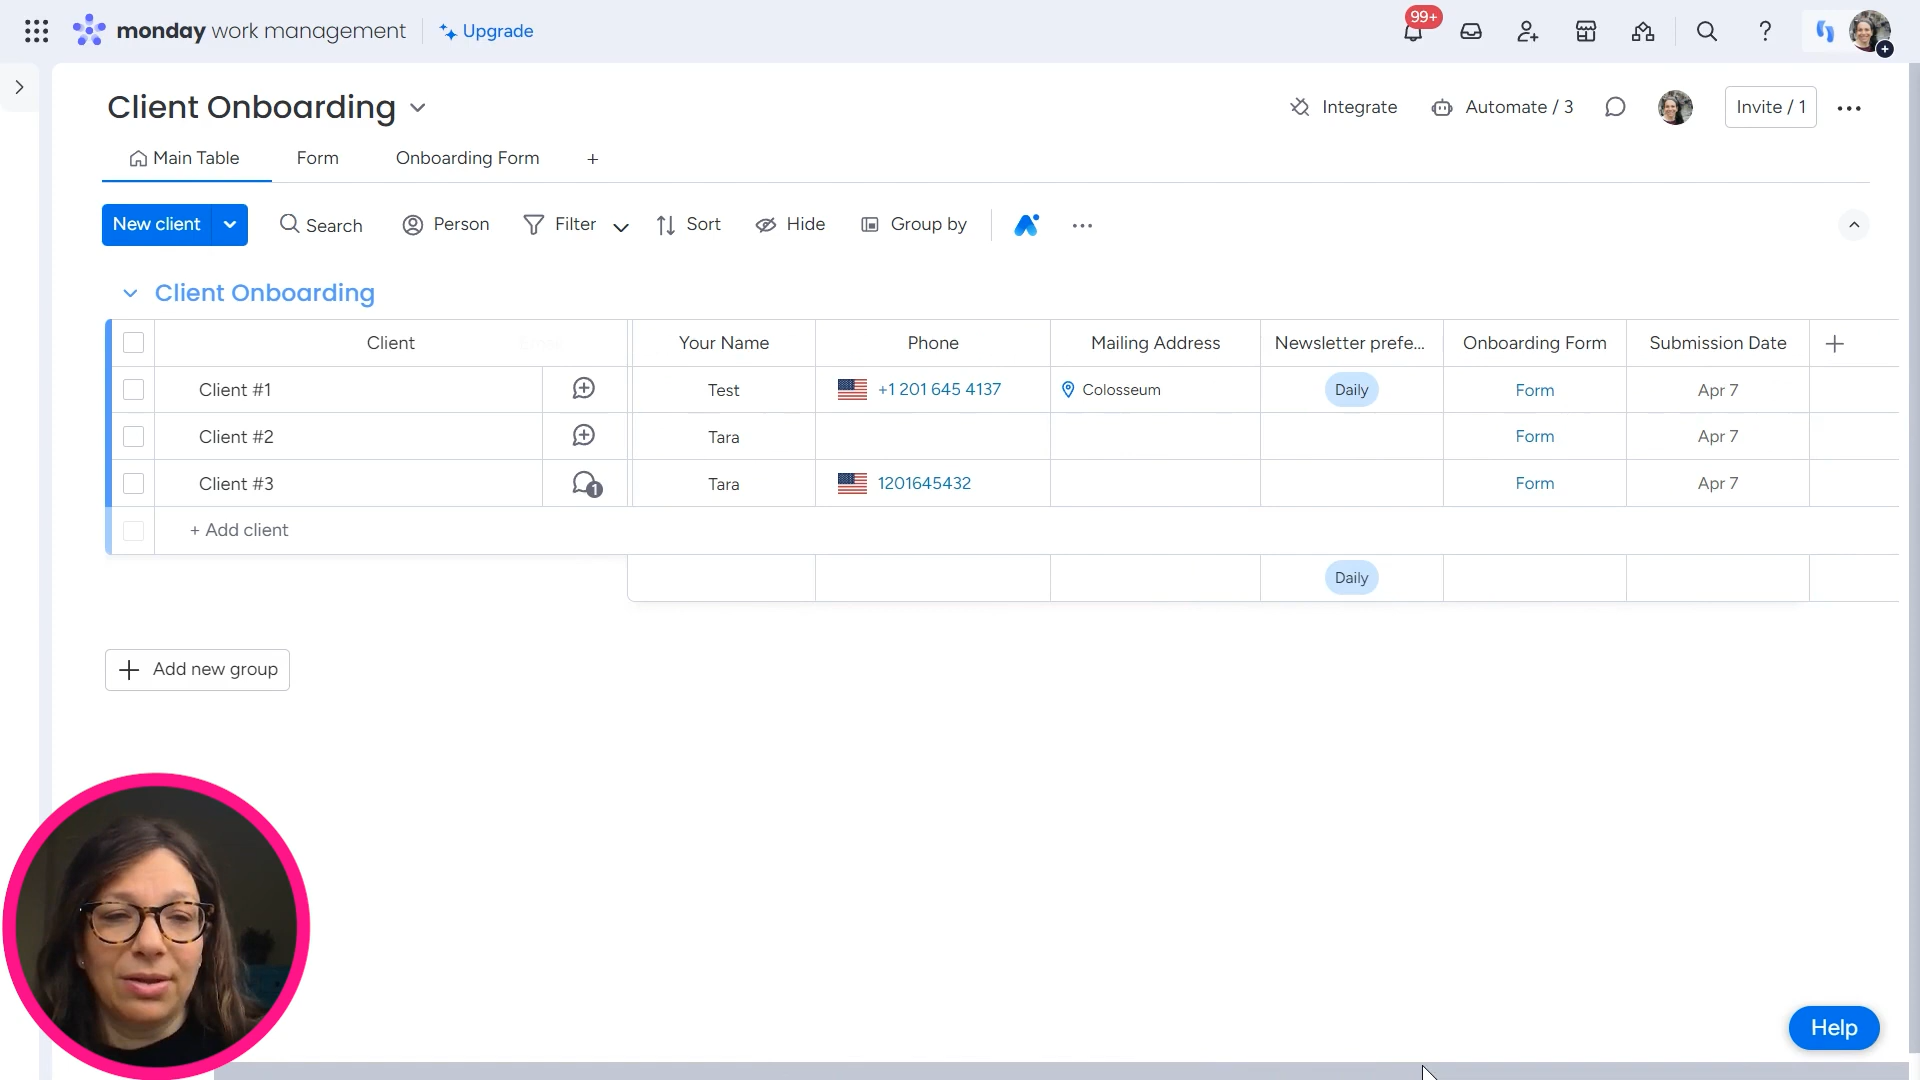 monday work management
Upgrade
99+
Client Onboarding
Integrate
Automate / 3
Invite / 1
Main Table
Form
Onboarding Form
New client
Search
Person
Filter
Sort
Hide
Group by
Client Onboarding
Client
Your Name
Phone
Mailing Address
Newsletter prefe...
Onboarding Form
Submission Date
Client #1
Test
+1 201 645 4137
Colosseum
Daily
Form
Apr 7
Client #2
Tara
Form
Apr 7
Client #3
1
Tara
1201645432
Form
Apr 7
+ Add client
Daily
Add new group
Help